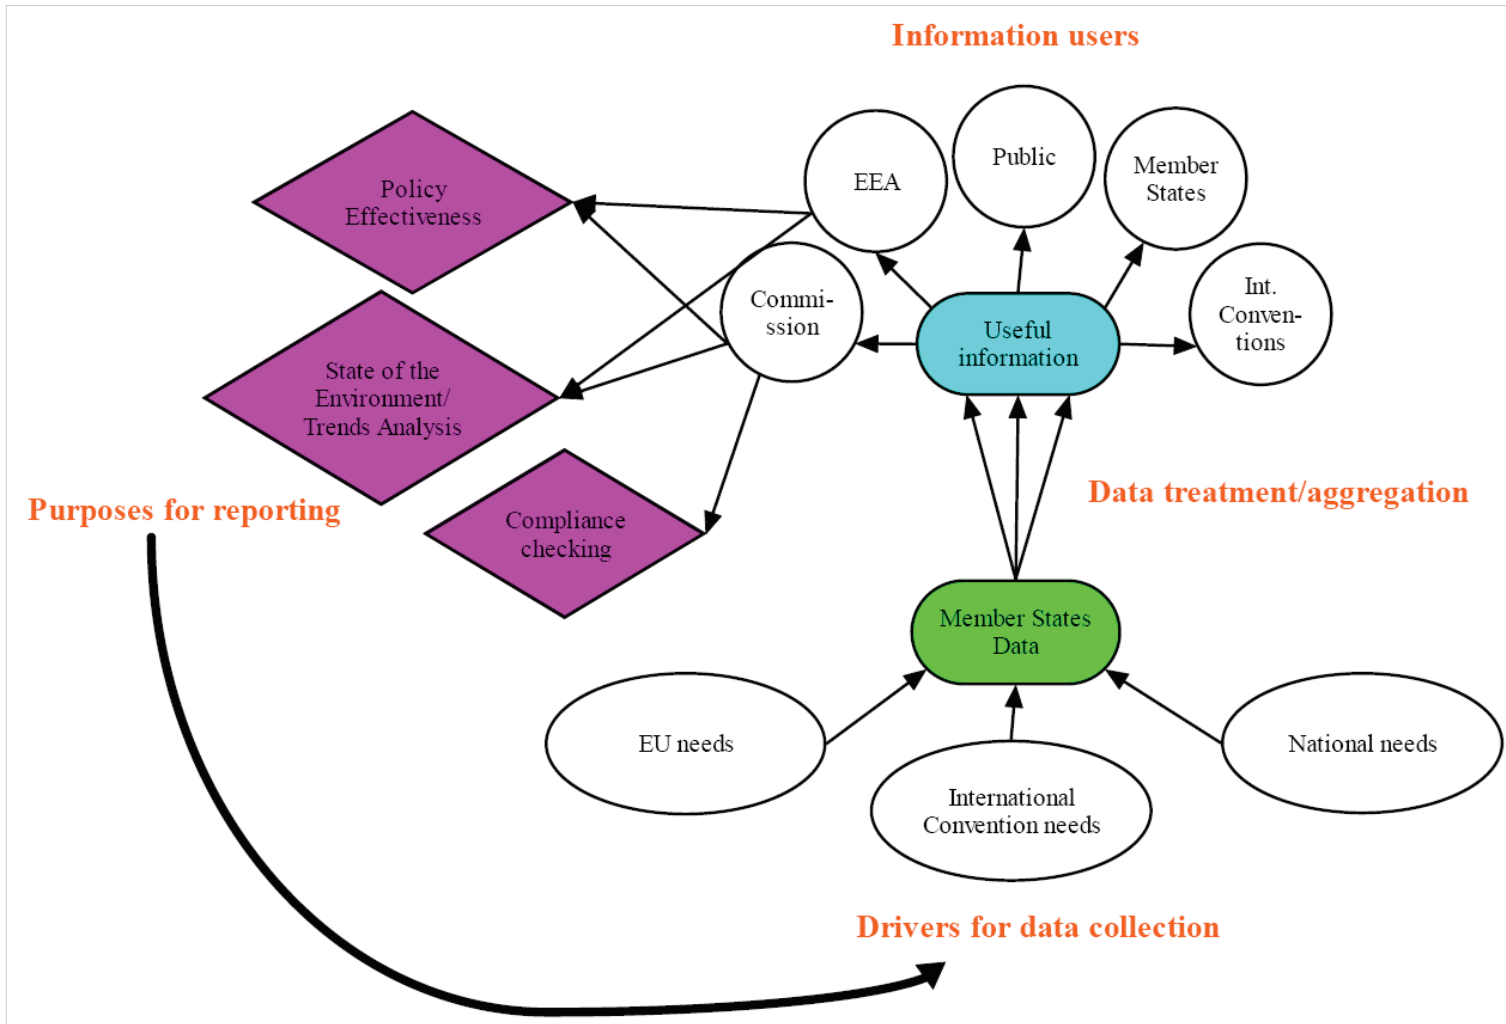 Information users
Policy
Effectiveness
EEA
Public
Member
States
Commi-
ssion
Useful
information
Int.
Conven-
tions
State of the
Environment/
Trends Analysis
Purposes for reporting
Compliance
checking
Data treatment/aggregation
Member States
Data
EU needs
International
Convention needs
National needs
Drivers for data collection